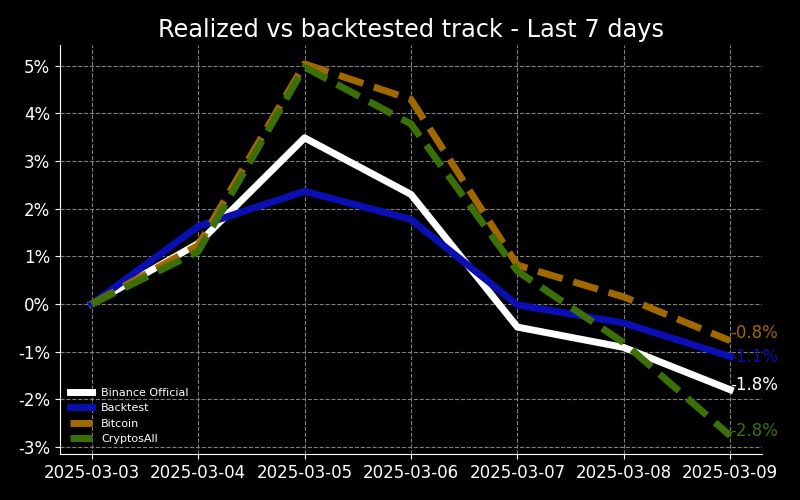 Realized vs backtested track - Last 7 days
5%
4%
3%
2%
1%
0%
-1%
-2%
-3%
-0.8%
-1.1%
-1.8%
-2.8%
Binance Official
Backtest
Bitcoin
CryptosAll
2025-03-03 2025-03-04 2025-03-05 2025-03-06 2025-03-07 2025-03-08 2025-03-09